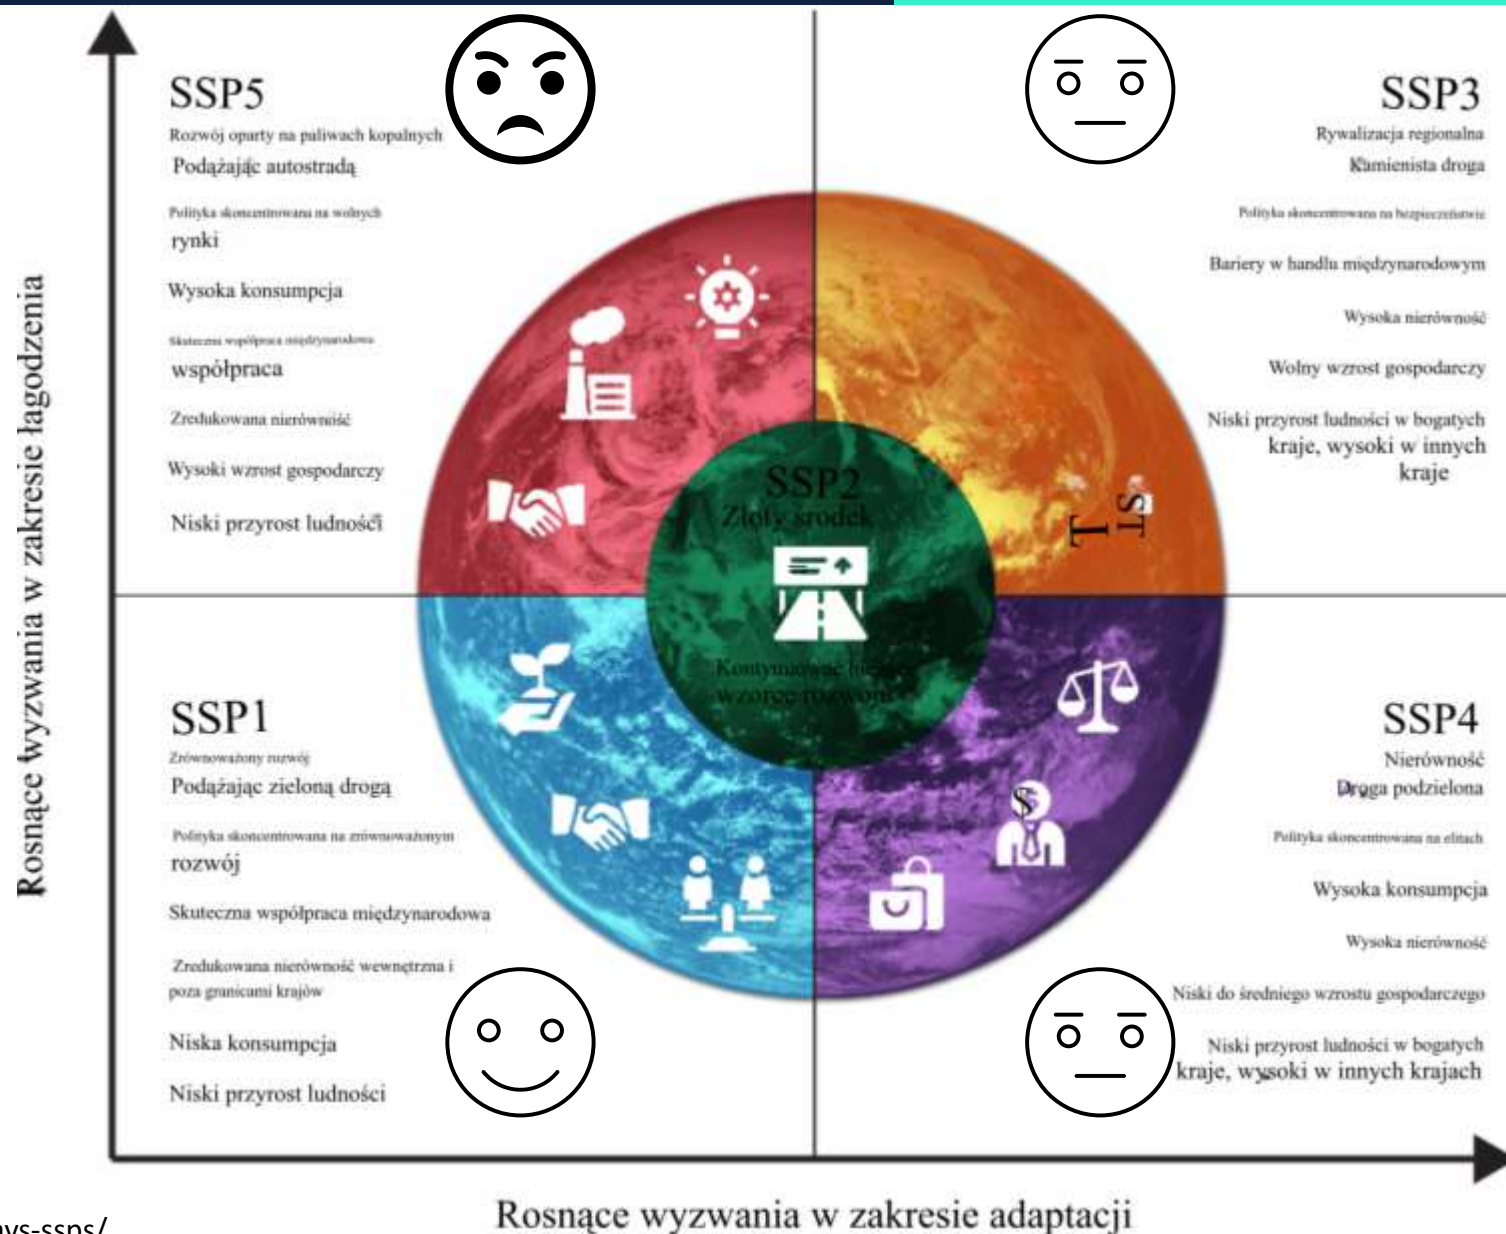 SSP5
Rozwój oparty na paliwach kopalnych
Podążając autostradą
Polityka skoncentrowana na wolnych
rynki
Wysoka konsumpcja
Skuteczna współpraca międzynarodowa
współpraca
Zredukowana nierówność
Wysoki wzrost gospodarczy
Niski przyrost ludności
SSP3
Rywalizacja regionalna
Kamienista droga
Polityka skoncentrowana na bezpieczeństwie
Bariery w handlu międzynarodowym
Wysoka nierówność
Wolny wzrost gospodarczy
Niski przyrost ludności w bogatych
kraje, wysoki w innych
kraje
SSP2
Złoty środek
Kontynuować
wzorce rozwoju
SSP1
Zrównoważony rozwój
Podążając zieloną drogą
Polityka skoncentrowana na zrównoważonym
rozwój
Skuteczna współpraca międzynarodowa
Zredukowana nierówność wewnętrzna i
poza granicami krajów
Niska konsumpcja
Niski przyrost ludności
SSP4
Nierówność
Droga podzielona
Polityka skoncentrowana na elitach
Wysoka konsumpcja
Wysoka nierówność
Niski do średniego wzrostu gospodarczego
Niski przyrost ludności w bogatych
kraje, wysoki w innych krajach
Rosnące wyzwania w zakresie łagodzenia
Rosnące wyzwania w zakresie adaptacji